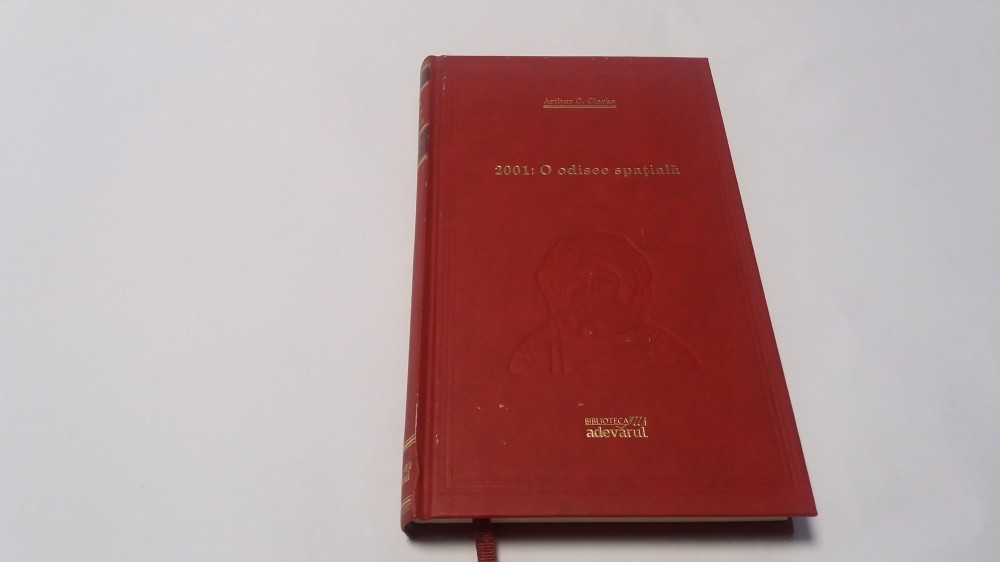 Arthur C. Clarke
2001: O odisee spațială
BIBLIOTECA
adevărul